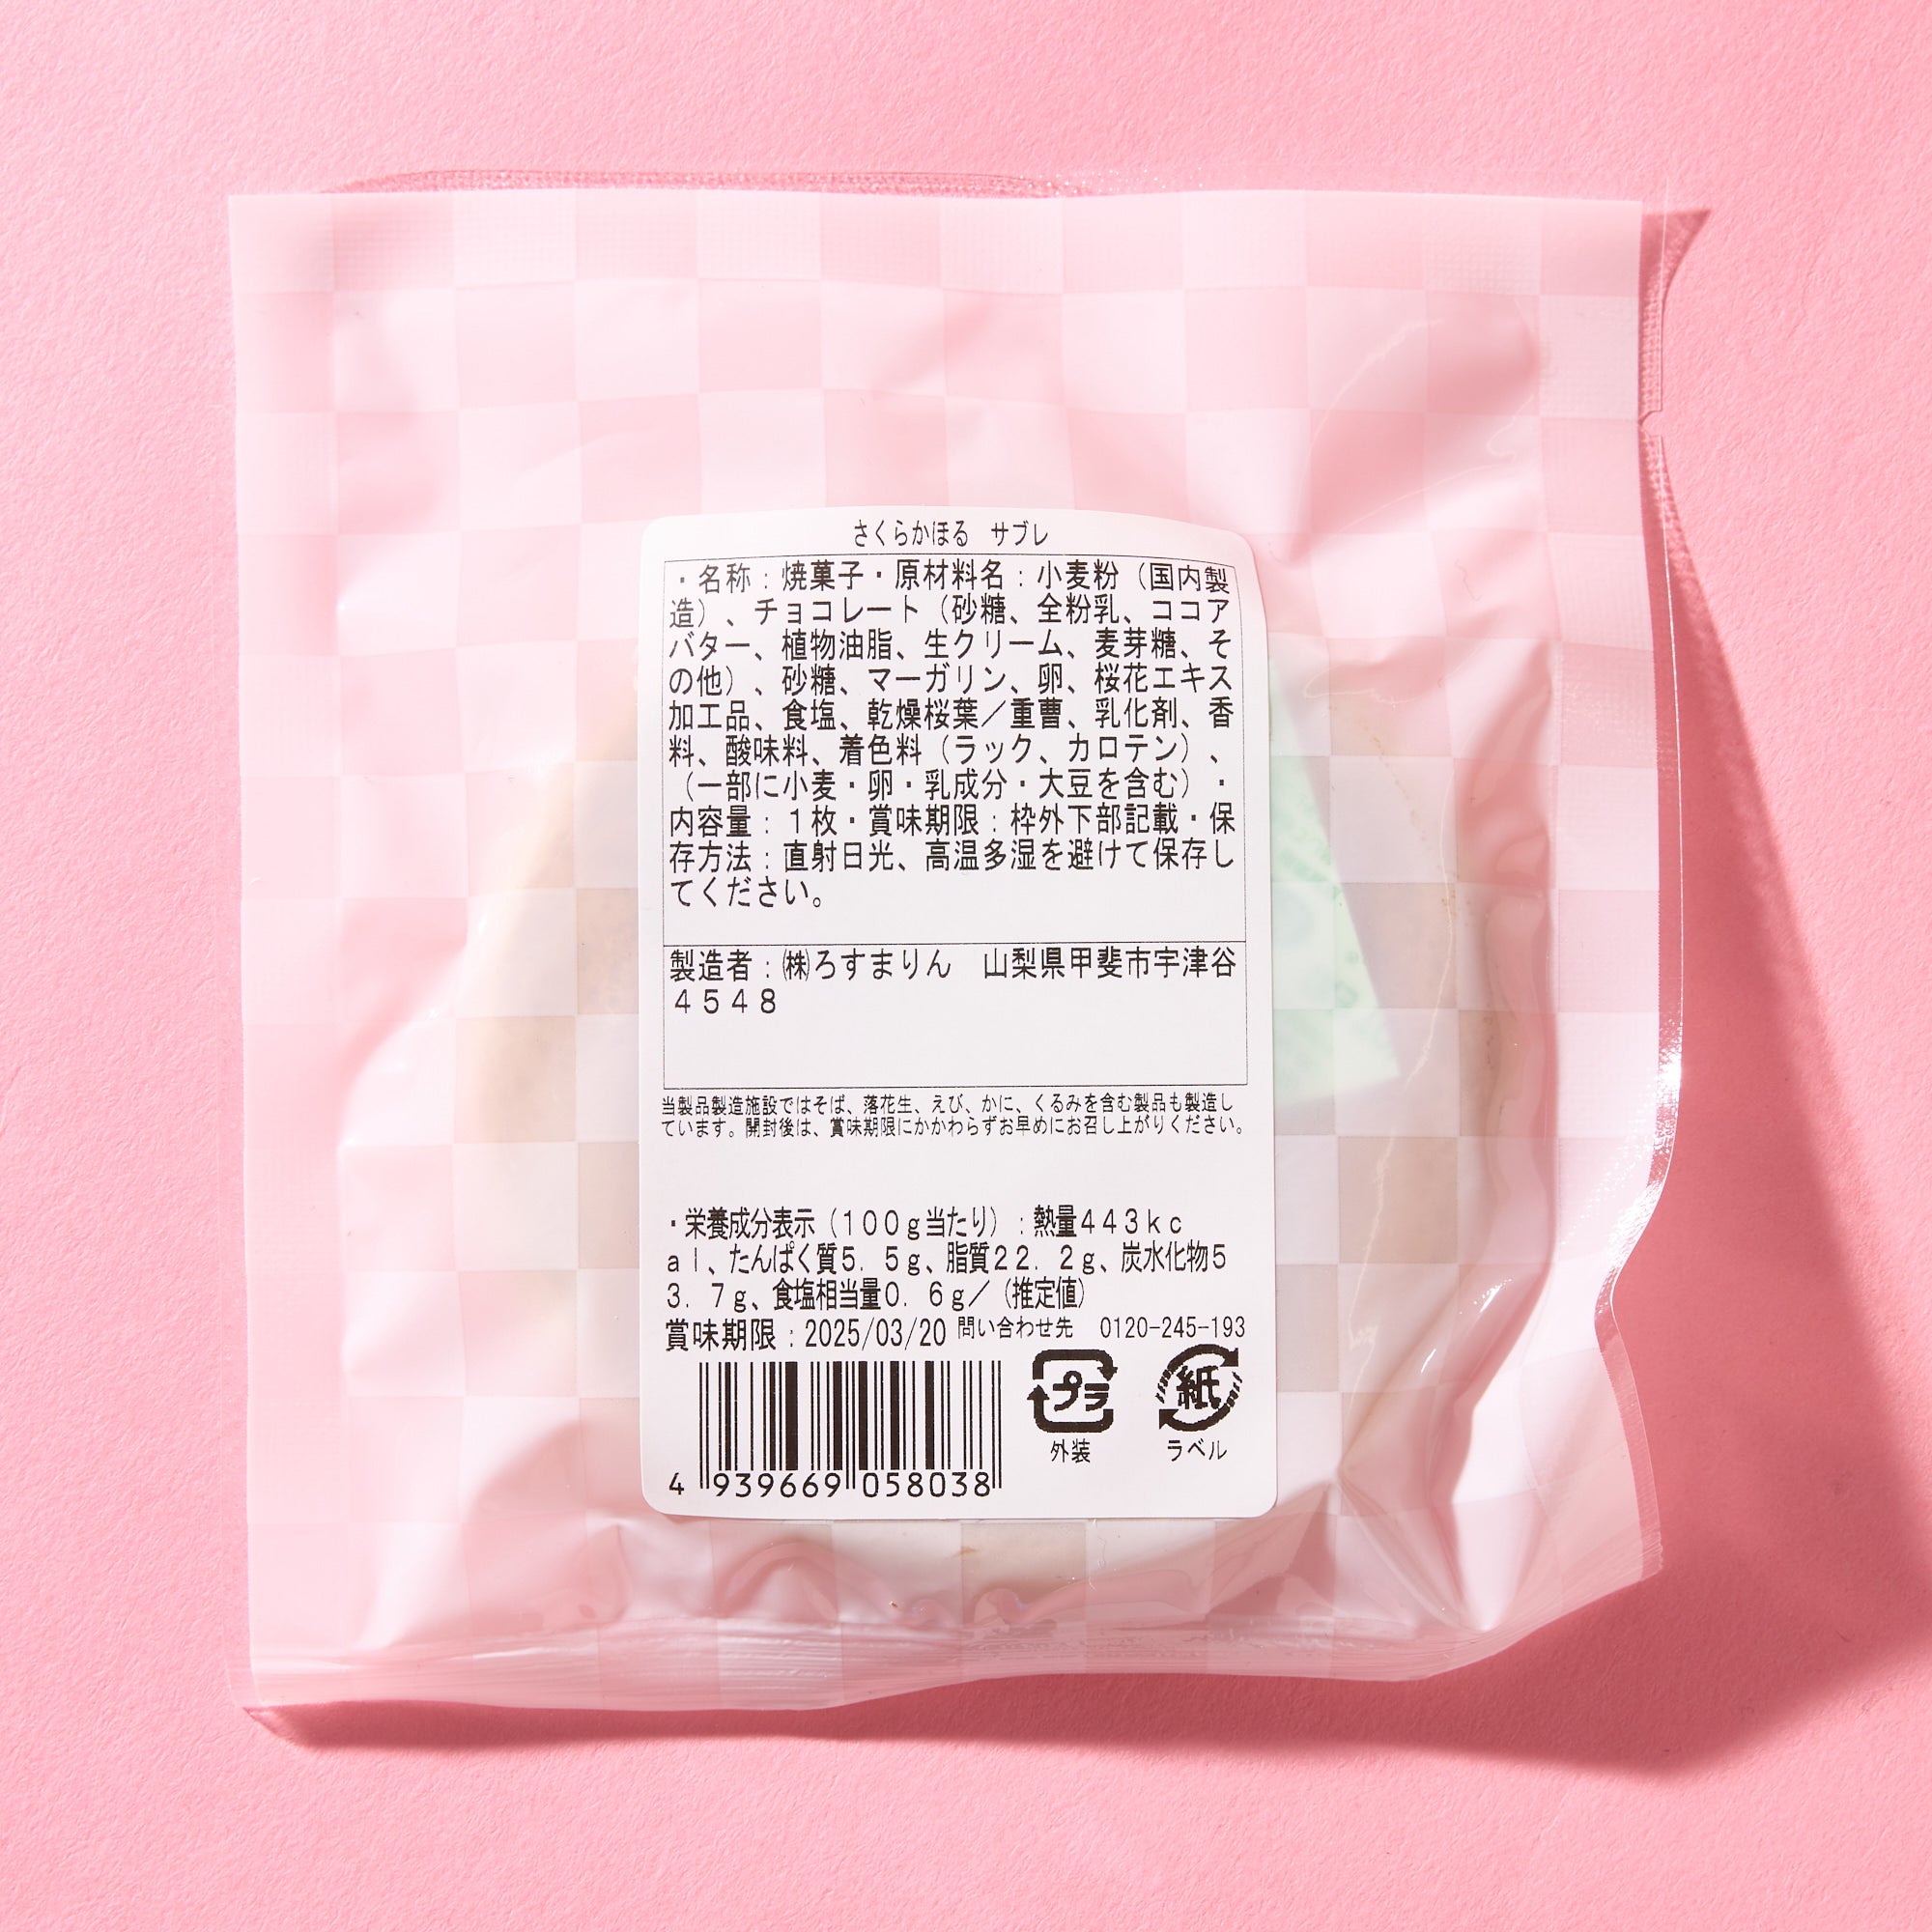 さくらかほる　サブレ
・名称：焼菓子・原材料名：小麦粉（国内製
造）、チョコレート（砂糖、全粉乳、ココア
バター、植物油脂、生クリーム、麦芽糖、そ
の他）、砂糖、マーガリン、卵、桜花エキス
加工品、食塩、乾燥桜葉／重曹、乳化剤、香
料、酸味料、着色料（ラック、カロテン）、
（一部に小麦・卵・乳成分・大豆を含む）・
内容量：１枚・賞味期限：枠外下部記載・保
存方法：直射日光、高温多湿を避けて保存し
てください。
製造者：㈱ろすまりん　山梨県甲斐市宇津谷
４５４８
当製品製造施設ではそば、落花生、えび、かに、くるみを含む製品も製造し
ています。開封後は、賞味期限にかかわらずお早めにお召し上がりください。
・栄養成分表示（１００ｇ当たり）：熱量４４３ｋｃ
ａｌ、たんぱく質５．５ｇ、脂質２２．２ｇ、炭水化物５
３．７ｇ、食塩相当量０．６ｇ／（推定値）
賞味期限：2025/03/20 問い合わせ先　0120-245-193
プラ 紙
外装 ラベル
4 939669 058038